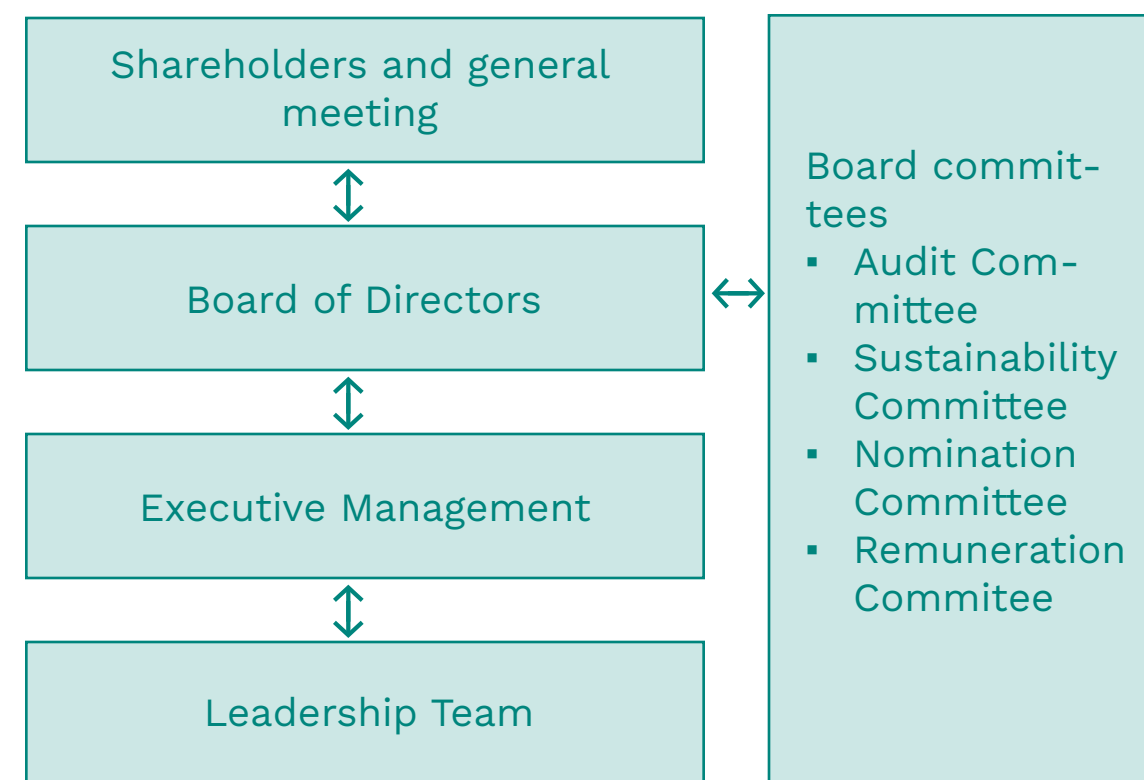 Shareholders and general
meeting
Board of Directors
Executive Management
Leadership Team
Board commit-
tees
▪ Audit Com-
mittee
▪ Sustainability
Committee
▪ Nomination
Committee
▪ Remuneration
Commitee